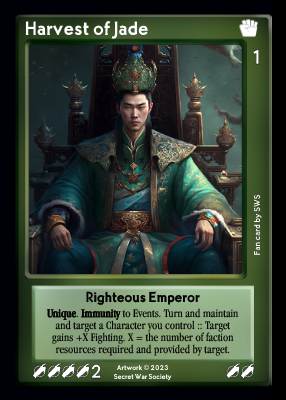 Harvest of Jade
1
Fan card by SWS
Righteous Emperor
Unique. Immunity to Events. Turn and maintain
and target a Character you control :: Target
gains +X Fighting. X = the number of faction
resources required and provided by target.
2
Artwork © 2023
Secret War Society